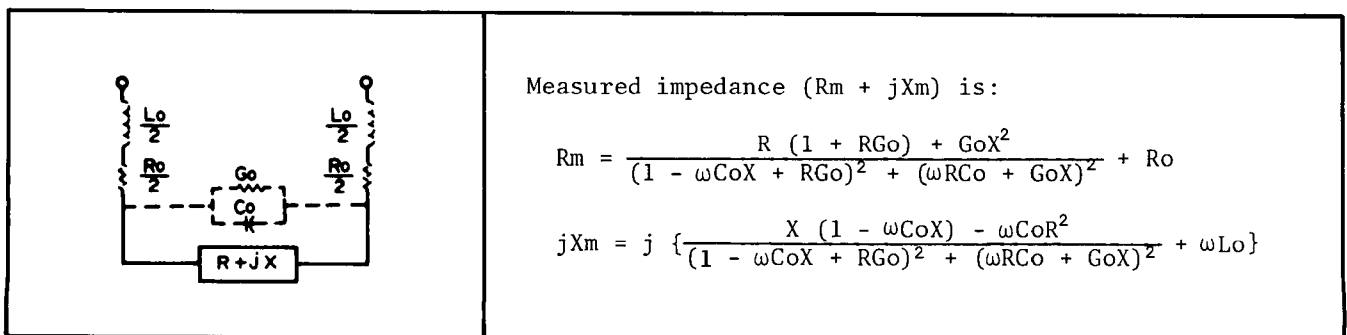 Lo/2 Lo/2
Ro/2 Ro/2
Go
Co
R+jX
Measured impedance (Rm + jXm) is:
Rm = R (1 + RGo) + GoX² / (1 - ωCoX + RGo)² + (ωRCo + GoX)² + Ro
jXm = j {X (1 - ωCoX) - ωCoR² / (1 - ωCoX + RGo)² + (ωRCo + GoX)² + ωLo}